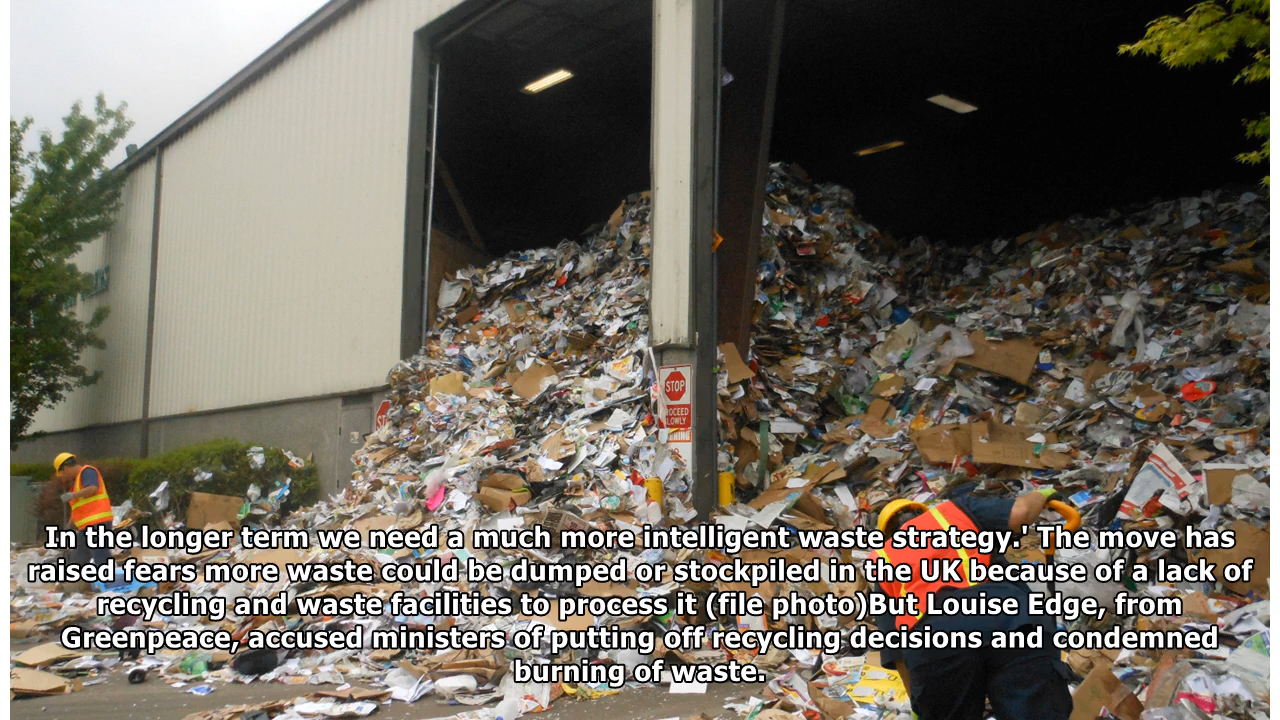 STOP
PROCEED
SLOWLY
In the longer term we need a much more intelligent waste strategy.' The move has
raised fears more waste could be dumped or stockpiled in the UK because of a lack of
recycling and waste facilities to process it (file photo)But Louise Edge, from
Greenpeace, accused ministers of putting off recycling decisions and condemned
burning of waste.